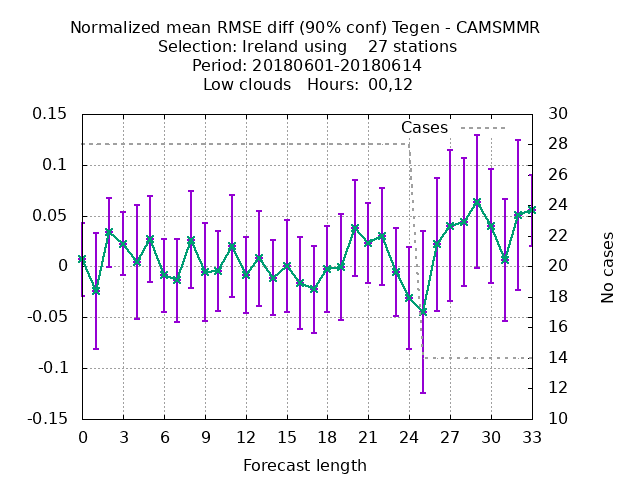 Normalized mean RMSE diff (90% conf) Tegen - CAMSMMR
Selection: Ireland using    27 stations
Period: 20180601-20180614
Low clouds   Hours:  00,12
Cases
0.15
0.1
0.05
0
-0.05
-0.1
-0.15
30
28
26
24
22
20
18
16
14
12
10
No cases
0 3 6 9 12 15 18 21 24 27 30 33
Forecast length